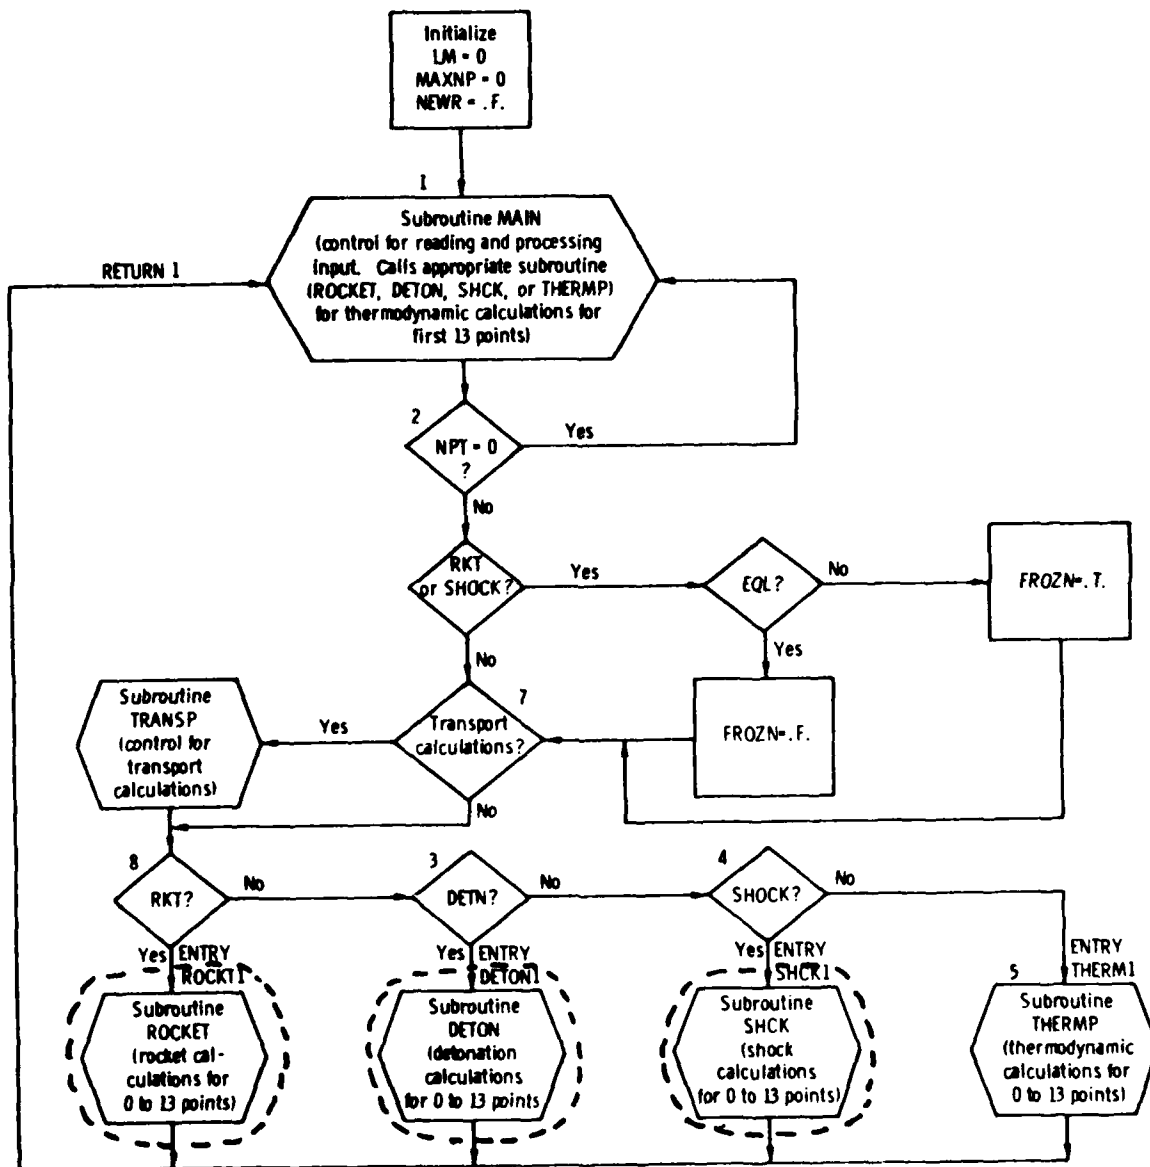 Initialize
LM = 0
MAXNP = 0
NEWR = .F.
1
Subroutine MAIN
(control for reading and processing
input. Calls appropriate subroutine
(ROCKET, DETON, SHCK, or THERMP)
for thermodynamic calculations for
first 13 points)
RETURN 1
2
NPT = 0
?
Yes
No
RKT
or SHOCK?
Yes
EQL?
No
FROZN=.T.
Yes
No
FROZN=.F.
7
Transport
calculations?
Yes
Subroutine
TRANSP
(control for
transport
calculations)
No
8
RKT?
No
3
DETN?
No
4
SHOCK?
No
Yes
ENTRY
ROCKT1
Yes
ENTRY
DETON1
Yes
ENTRY
SHCK1
ENTRY
THERM1
Subroutine
ROCKET
(rocket cal-
culations for
0 to 13 points)
Subroutine
DETON
(detonation
calculations
for 0 to 13 points
Subroutine
SHCK
(shock
calculations
for 0 to 13 points)
5
Subroutine
THERMP
(thermodynamic
calculations for
0 to 13 points)